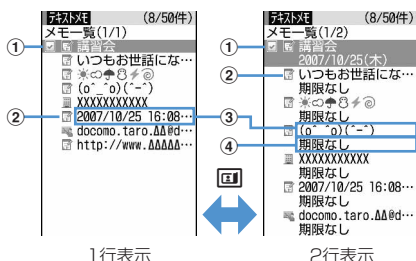 テキストメモ (8/50件)
メモ一覧(1/1)
① 講習会
いつもお世話にな…
☀∞☂⛄⚡
(o^_^o)(^-^)
XXXXXXXXXXX
② 2007/10/25 16:08…
docomo.taro.ΔΔ@d…
http://www.ΔΔΔΔΔ…
1行表示
テキストメモ (8/50件)
メモ一覧(1/2)
① 講習会
2007/10/25(木)
② いつもお世話にな…
期限なし
☀∞☂⛄⚡
期限なし
③ (o^_^o)(^-^)
④ 期限なし
XXXXXXXXXXX
期限なし
2007/10/25 16:08…
期限なし
docomo.taro.ΔΔ@d…
期限なし
2行表示